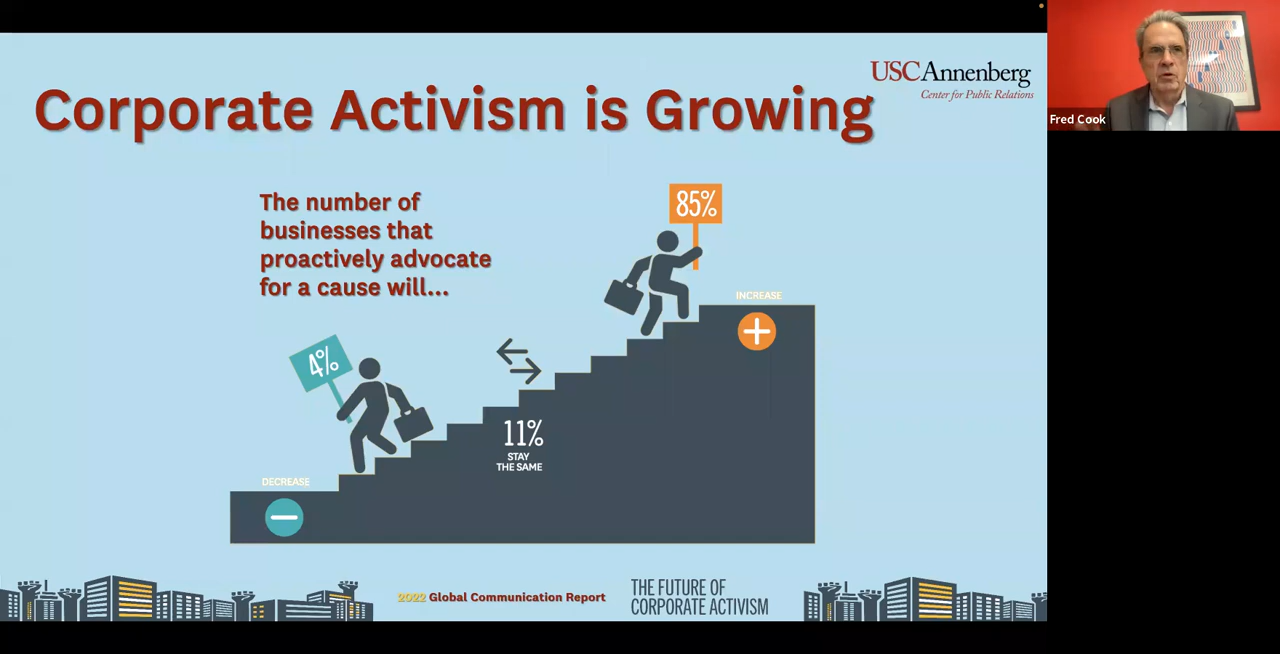 Corporate Activism is Growing
USC Annenberg
Center for Public Relations
Fred Cook
The number of
businesses that
proactively advocate
for a cause will...
85%
INCREASE
4%
11%
STAY
THE SAME
DECREASE
2022 Global Communication Report
THE FUTURE OF
CORPORATE ACTIVISM